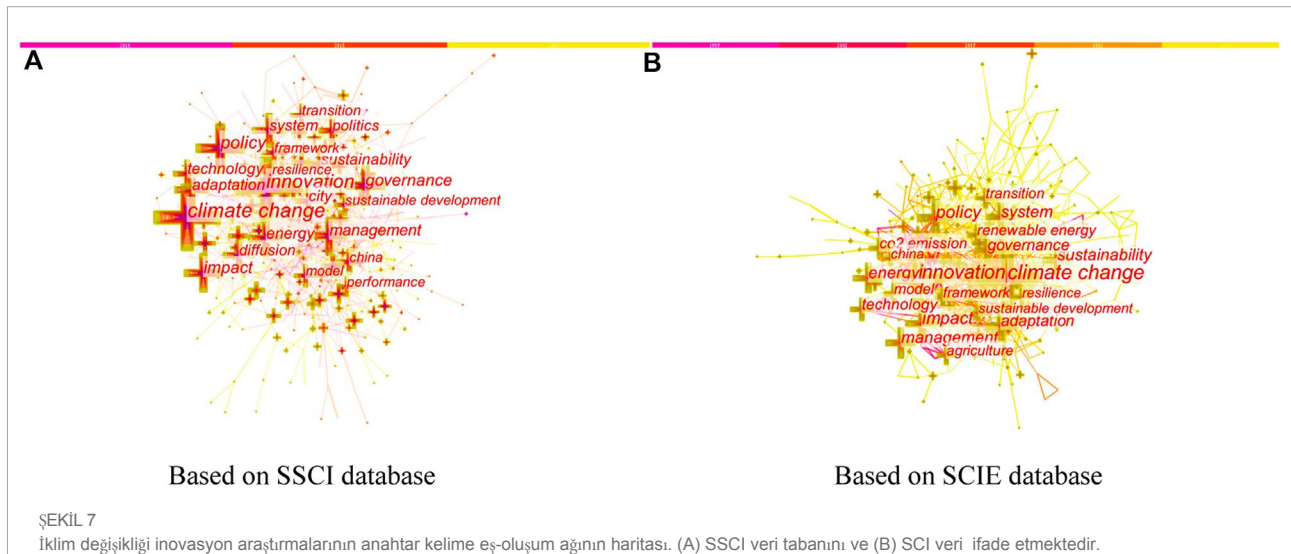 A
B
transition
system
politics
policy
framework
sustainability
technology
resilience
adaptation
innovation
governance
city
sustainable development
climate change
energy
management
diffusion
china
impact
model
performance
transition
policy
system
renewable energy
co2 emission
governance
china
sustainability
energy
innovation
climate change
model
framework
resilience
technology
sustainable development
impact
adaptation
management
agriculture
Based on SSCI database
Based on SCIE database
ŞEKİL 7
İklim değişikliği inovasyon araştırmalarının anahtar kelime eş-oluşum ağının haritası. (A) SSCI veri tabanını ve (B) SCI veri ifade etmektedir.